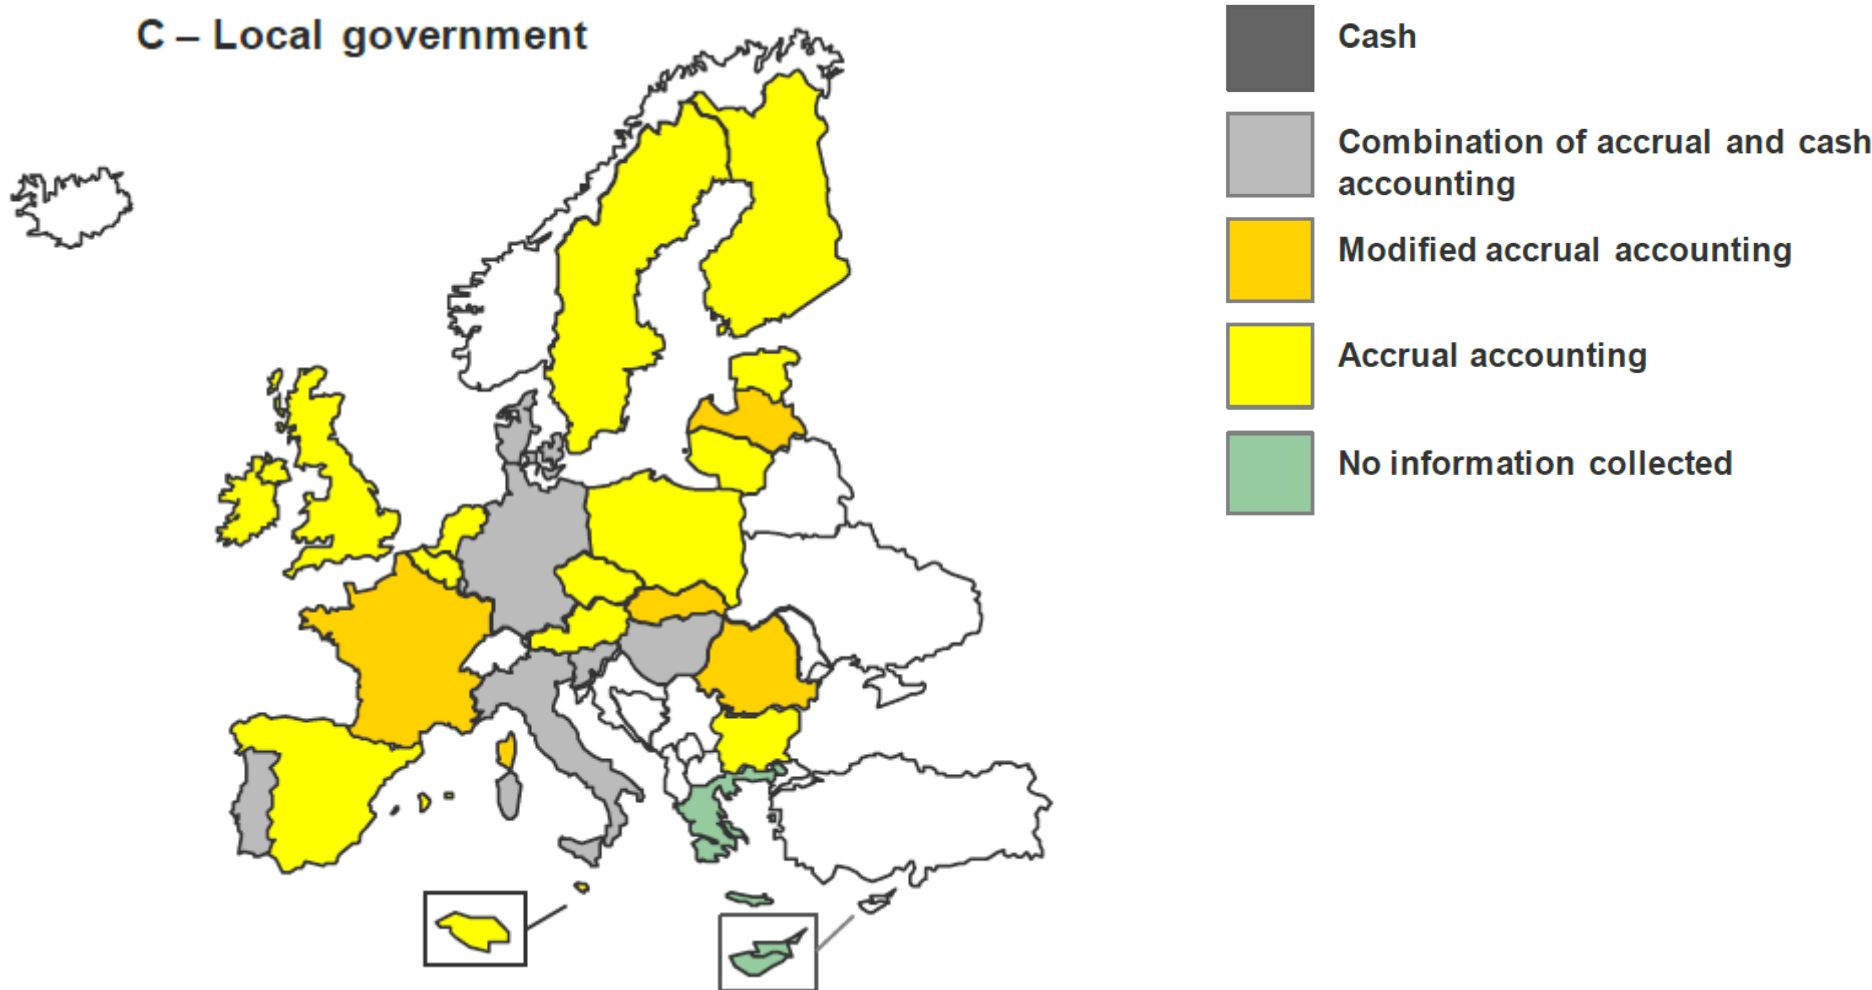 C – Local government
Cash
Combination of accrual and cash
accounting
Modified accrual accounting
Accrual accounting
No information collected